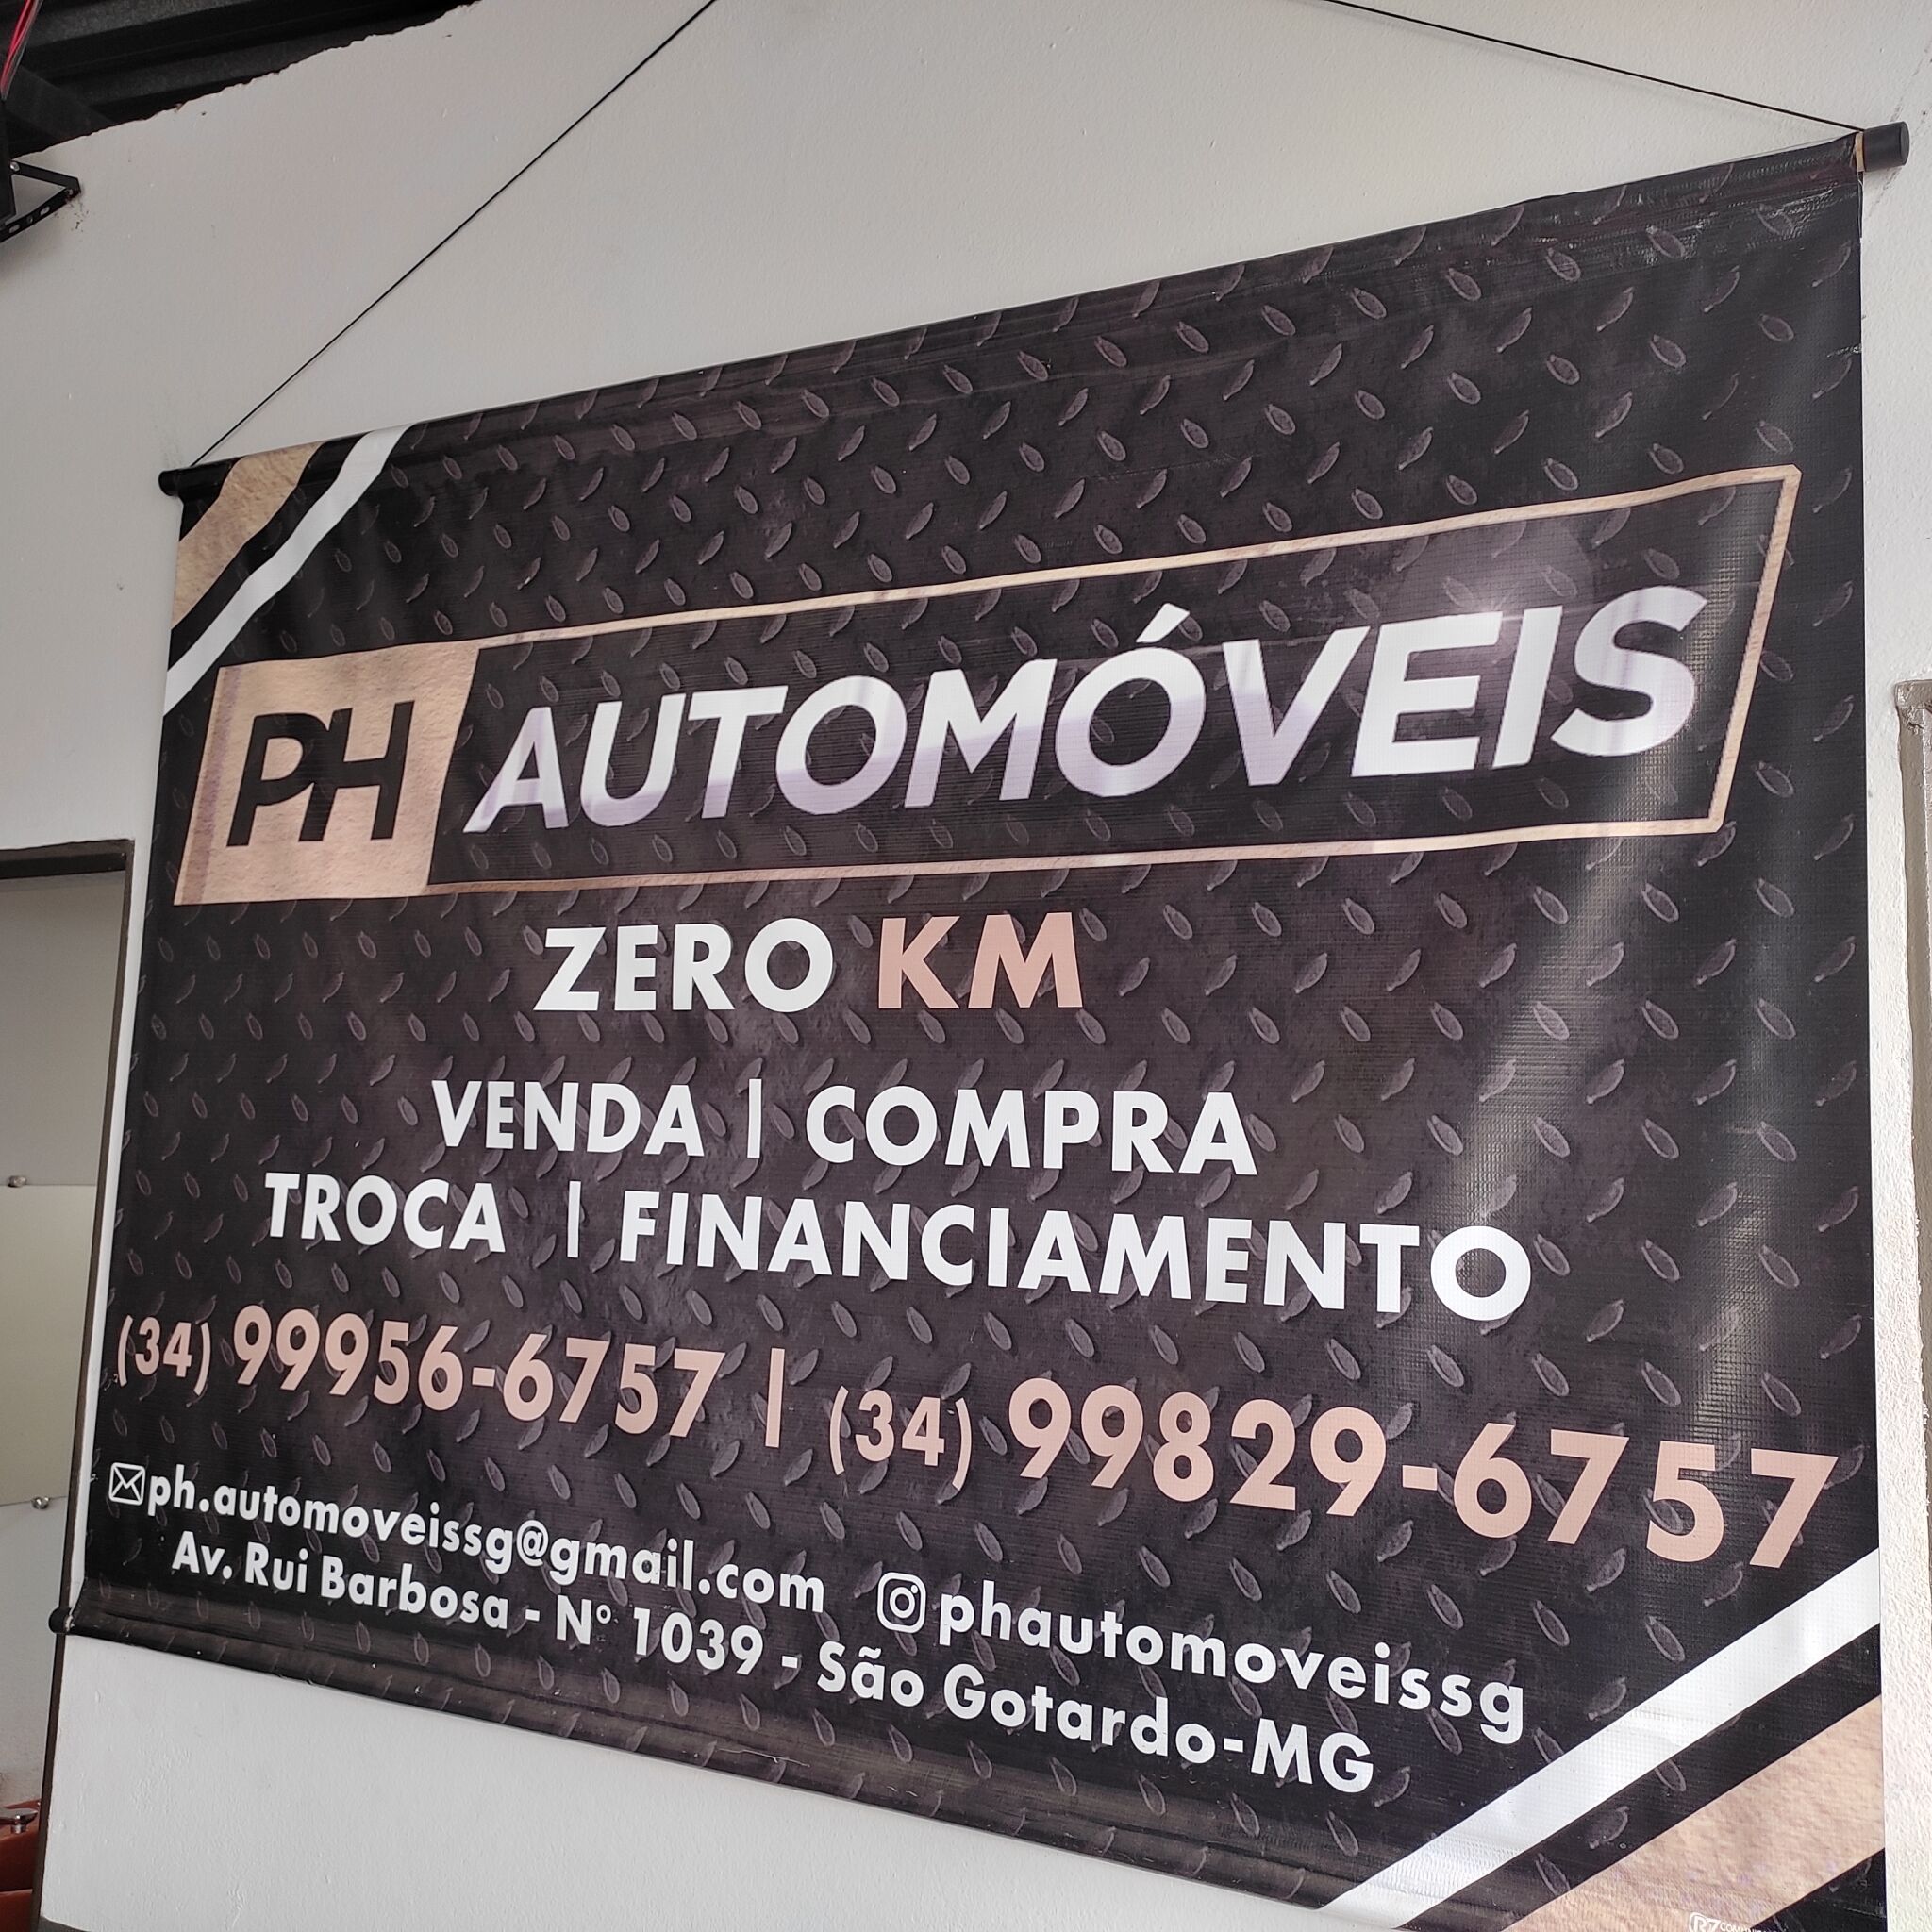 PH AUTOMÓVEIS
ZERO KM
VENDA | COMPRA
TROCA | FINANCIAMENTO
(34) 99956-6757 | (34) 99829-6757
ph.automoveissg@gmail.com phautomoveissg
Av. Rui Barbosa - Nº 1039 - São Gotardo-MG